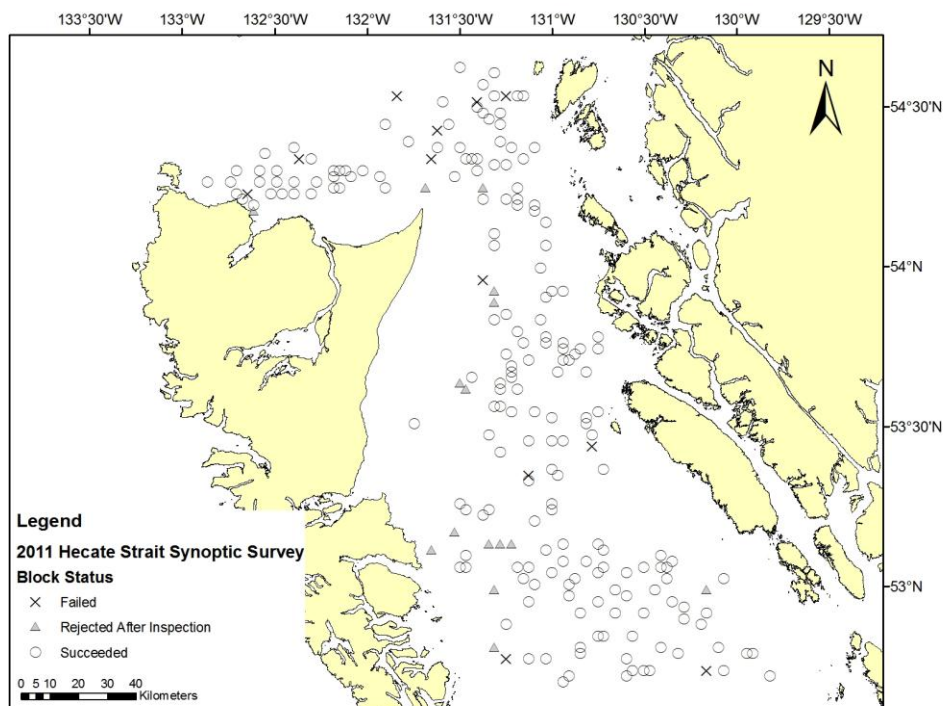 133°30'W 133°W 132°30'W 132°W 131°30'W 131°W 130°30'W 130°W 129°30'W
N
54°30'N
54°N
53°30'N
53°N
Legend
2011 Hecate Strait Synoptic Survey
Block Status
Failed
Rejected After Inspection
Succeeded
0 5 10 20 30 40
Kilometers